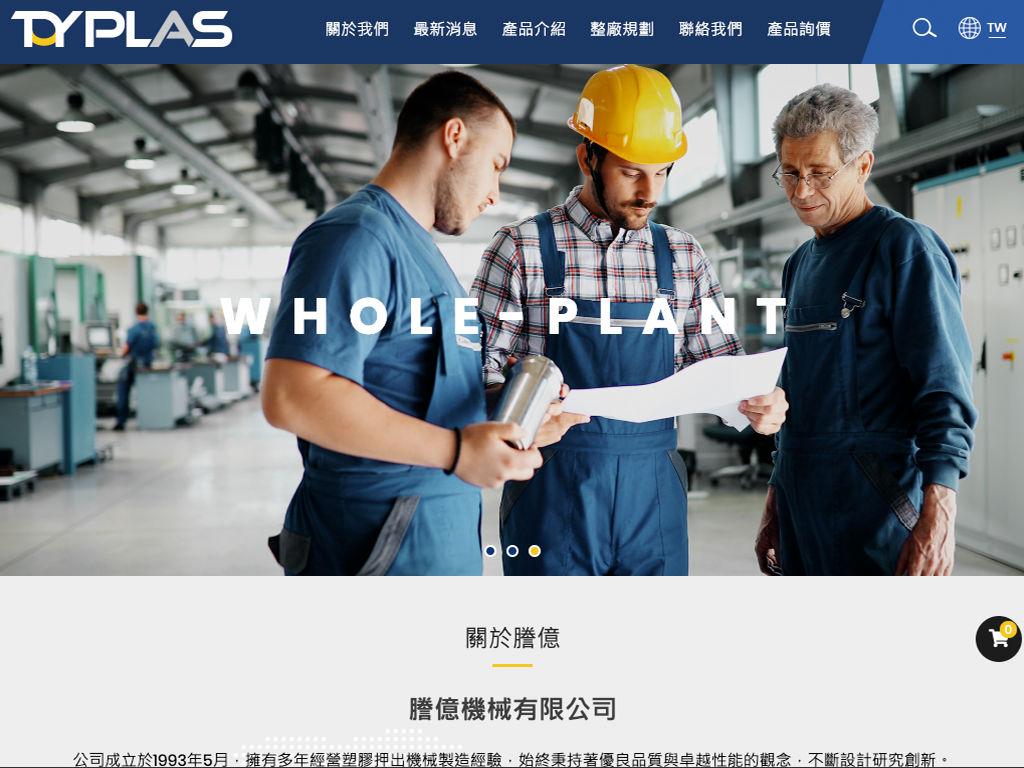 TYPLAS
關於我們 最新消息 產品介紹 整廠規劃 聯絡我們 產品詢價
TW
WHOLE-PLANT
0
關於謄億
謄億機械有限公司
公司成立於1993年5月，擁有多年經營塑膠押出機械製造經驗，始終秉持著優良品質與卓越性能的觀念，不斷設計研究創新。